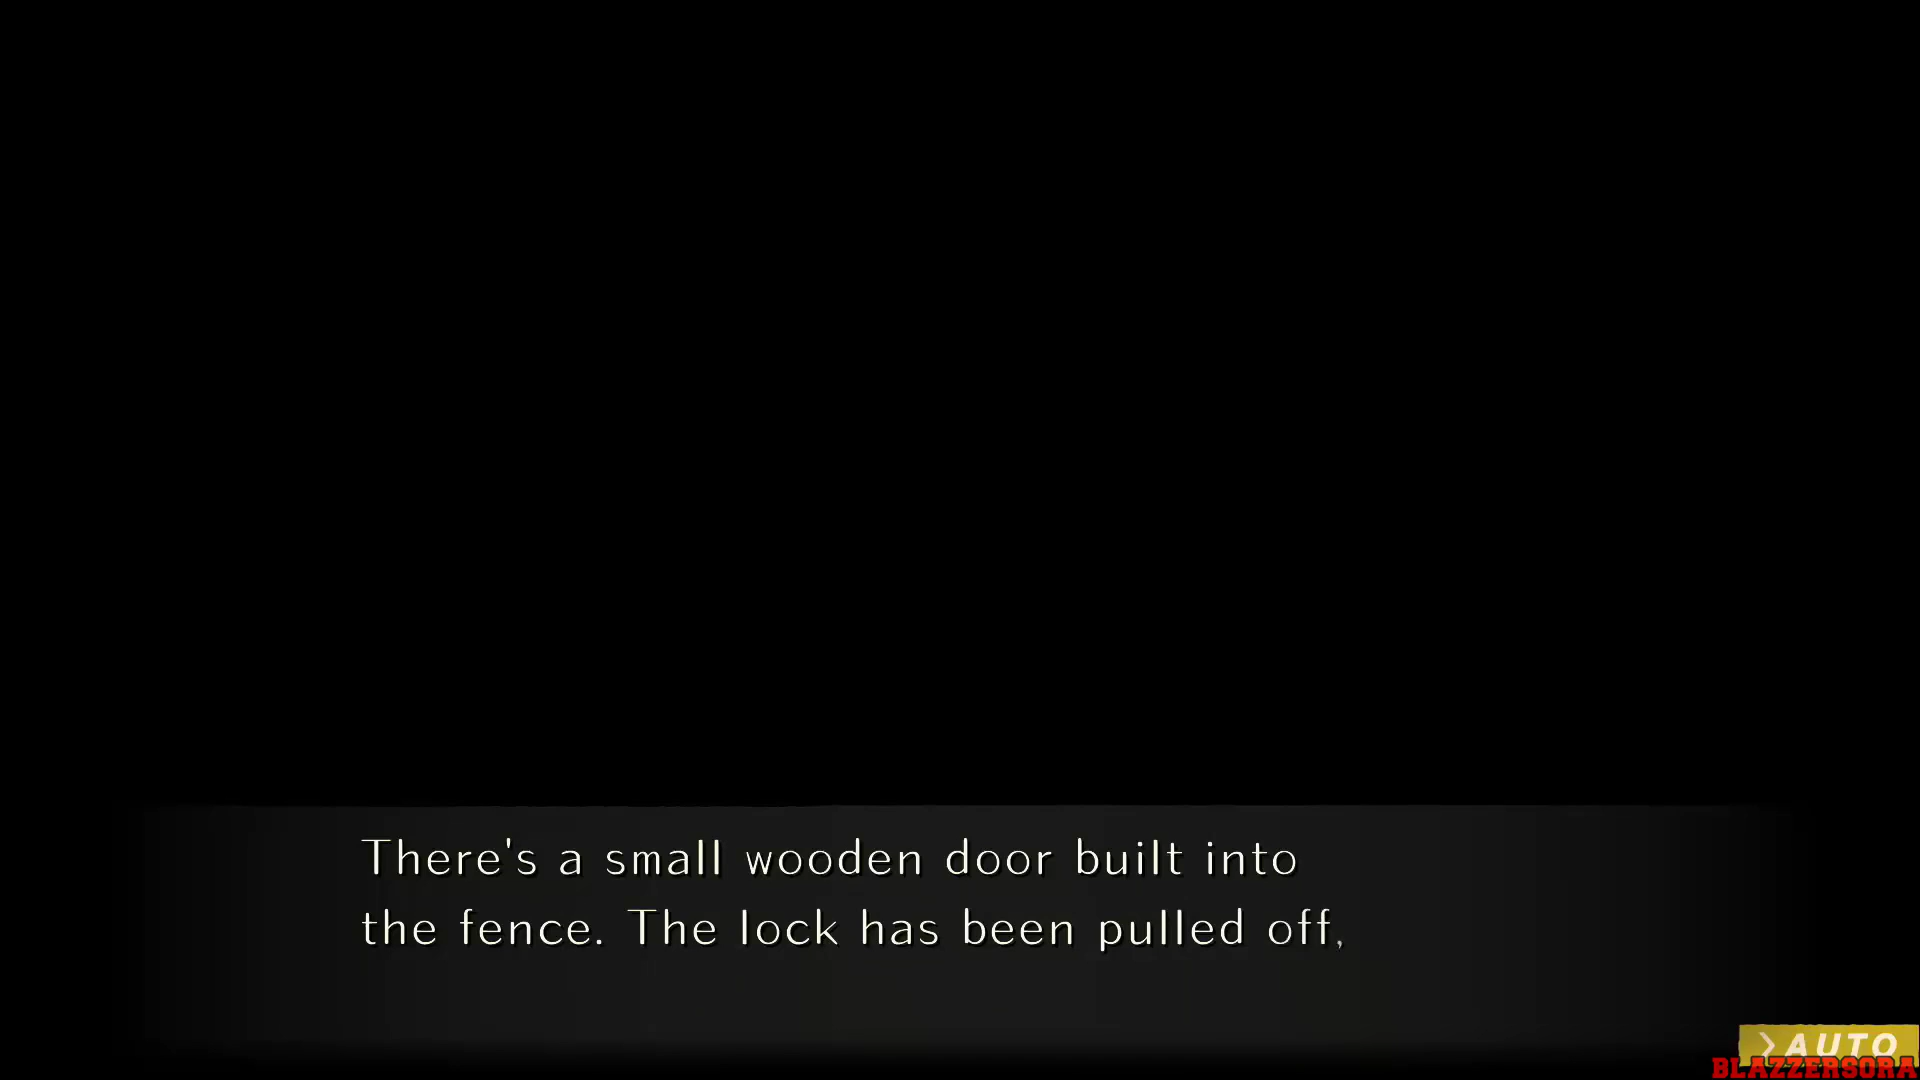 There's a small wooden door built into
the fence. The lock has been pulled off,
AUTO
BLAZZERSORA